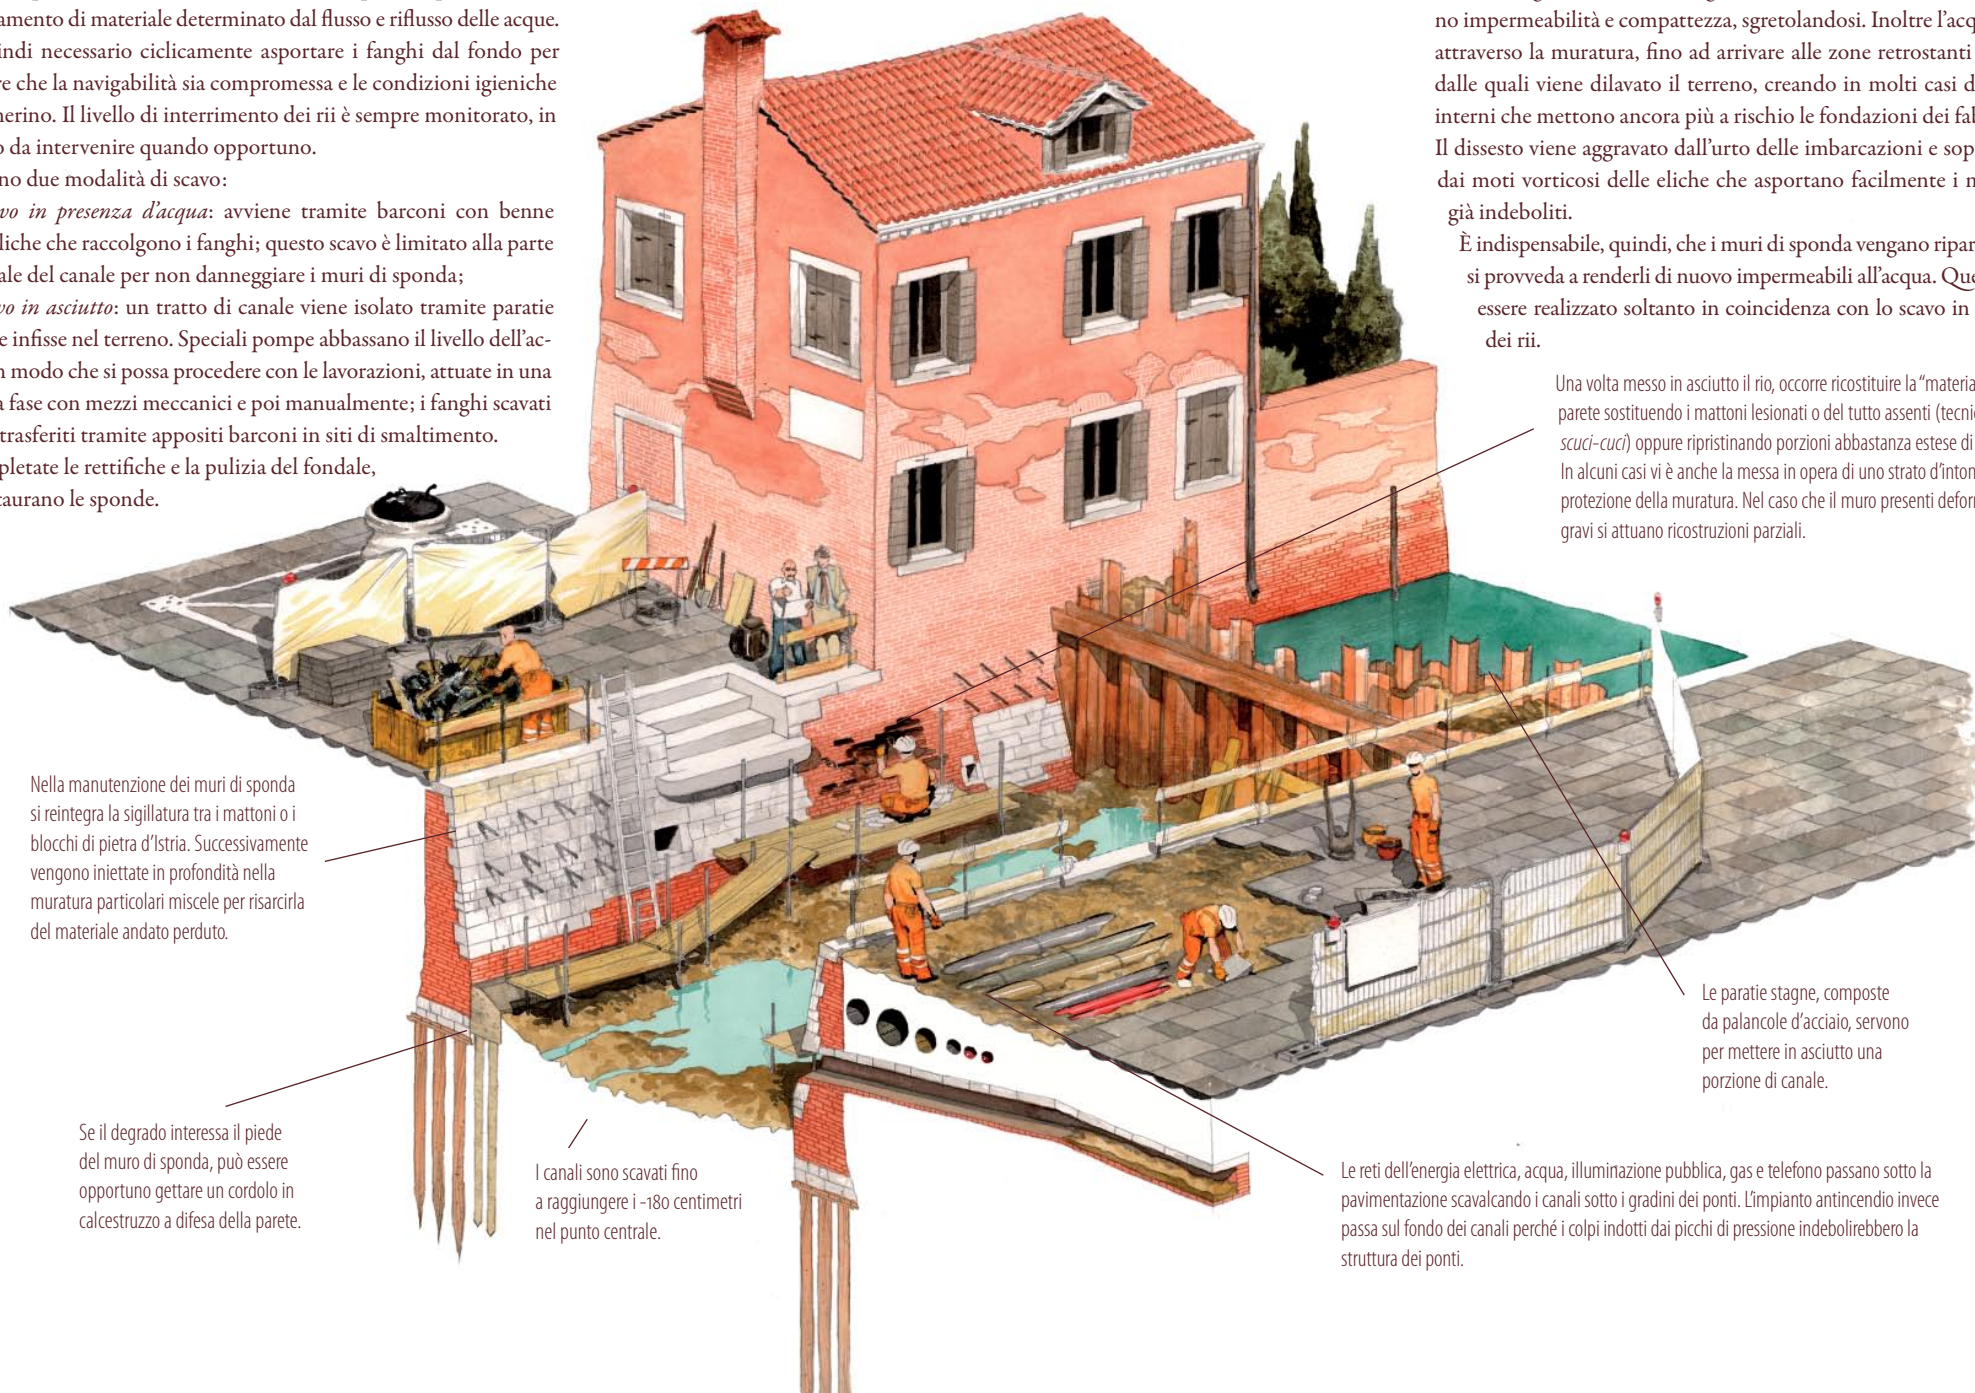 di materiale determinato dal flusso e riflusso delle acque.
necessario ciclicamente asportare i fanghi dal fondo per
che la navigabilità sia compromessa e le condizioni igieniche
Il livello di interrimento dei rii è sempre monitorato, in
da intervenire quando opportuno.
due modalità di scavo:
in presenza d'acqua: avviene tramite barconi con benne
che raccolgono i fanghi; questo scavo è limitato alla parte
del canale per non danneggiare i muri di sponda;
in asciutto: un tratto di canale viene isolato tramite paratie
infisse nel terreno. Speciali pompe abbassano il livello dell'ac-
modo che si possa procedere con le lavorazioni, attuate in una
fase con mezzi meccanici e poi manualmente; i fanghi scavati
trasferiti tramite appositi barconi in siti di smaltimento.
le rettifiche e la pulizia del fondale,
le sponde.
no impermeabilità e compattezza, sgretolandosi. Inoltre l'acq
attraverso la muratura, fino ad arrivare alle zone retrostanti
dalle quali viene dilavato il terreno, creando in molti casi d
interni che mettono ancora più a rischio le fondazioni dei fab
Il dissesto viene aggravato dall'urto delle imbarcazioni e sop
dai moti vorticosi delle eliche che asportano facilmente i m
già indeboliti.
È indispensabile, quindi, che i muri di sponda vengano ripar
si provveda a renderli di nuovo impermeabili all'acqua. Que
essere realizzato soltanto in coincidenza con lo scavo in
dei rii.
Una volta messo in asciutto il rio, occorre ricostituire la "materia
parete sostituendo i mattoni lesionati o del tutto assenti (tecni
scuci-cuci) oppure ripristinando porzioni abbastanza estese di
In alcuni casi vi è anche la messa in opera di uno strato d'inton
protezione della muratura. Nel caso che il muro presenti defor
gravi si attuano ricostruzioni parziali.
Nella manutenzione dei muri di sponda
si reintegra la sigillatura tra i mattoni o i
blocchi di pietra d'Istria. Successivamente
vengono iniettate in profondità nella
muratura particolari miscele per risarcirla
del materiale andato perduto.
Se il degrado interessa il piede
del muro di sponda, può essere
opportuno gettare un cordolo in
calcestruzzo a difesa della parete.
I canali sono scavati fino
a raggiungere i -180 centimetri
nel punto centrale.
Le paratie stagne, composte
da palancole d'acciaio, servono
per mettere in asciutto una
porzione di canale.
Le reti dell'energia elettrica, acqua, illuminazione pubblica, gas e telefono passano sotto la
pavimentazione scavalcando i canali sotto i gradini dei ponti. L'impianto antincendio invece
passa sul fondo dei canali perché i colpi indotti dai picchi di pressione indebolirebbero la
struttura dei ponti.